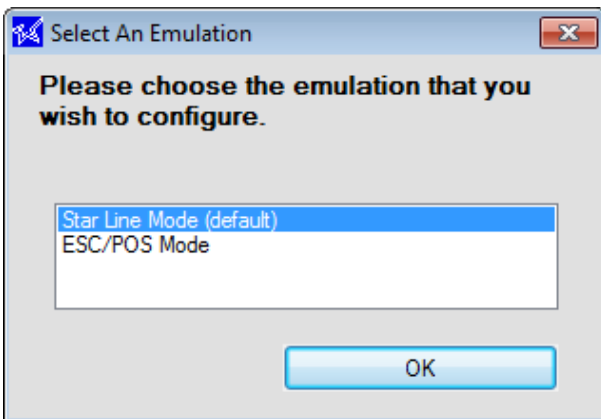 Select An Emulation
Please choose the emulation that you
wish to configure.
Star Line Mode (default)
ESC/POS Mode
OK